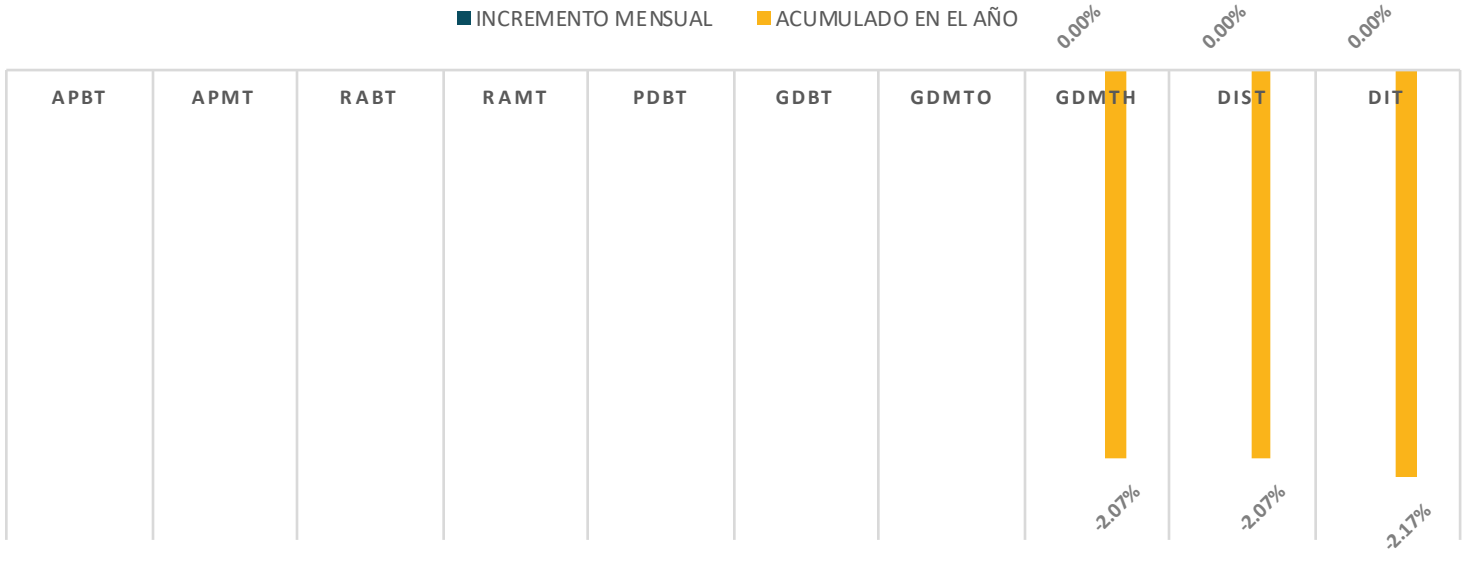 INCREMENTO MENSUAL ACUMULADO EN EL AÑO
0.00% 0.00% 0.00%
APBT APMT RABT RAMT PDBT GDBT GDMTO GDMTH DIST DIT
-2.07% -2.07% -2.17%